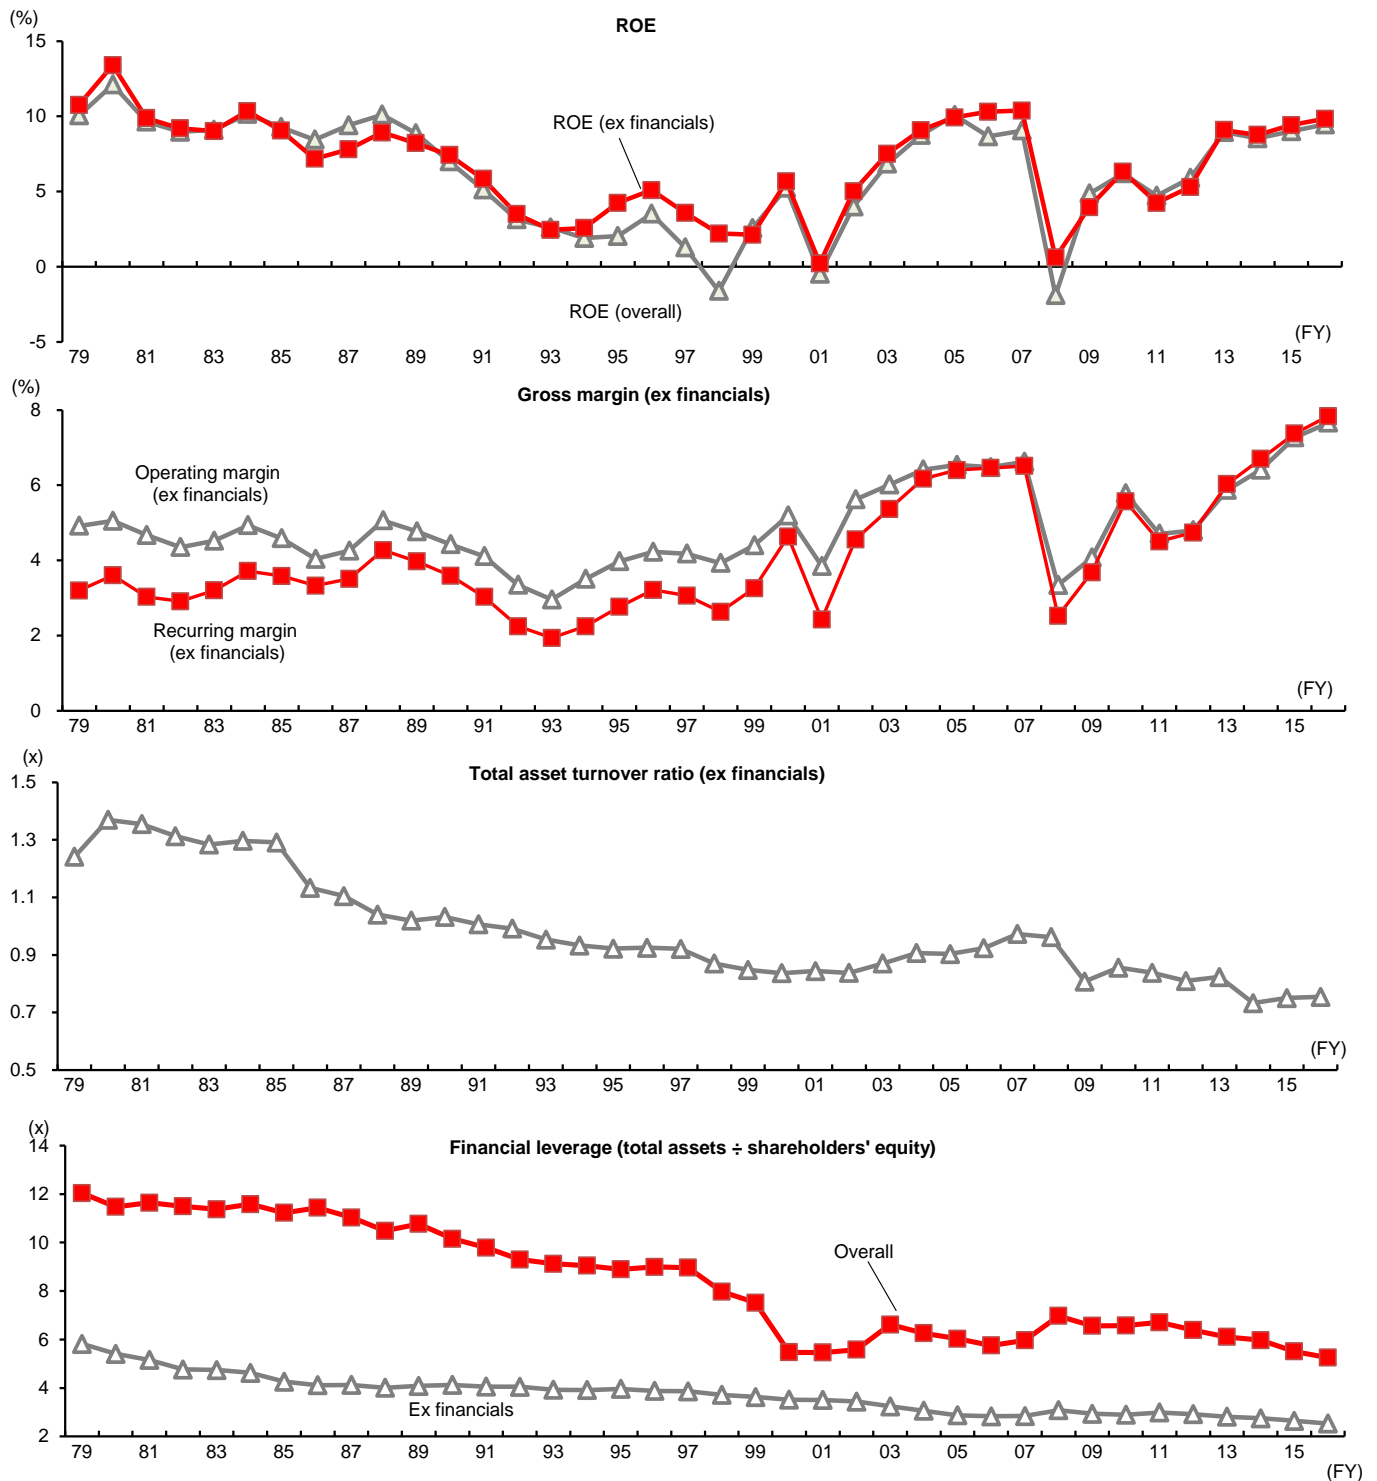 (%)
ROE
15
10
5
0
-5
ROE (ex financials)
ROE (overall)
(FY)
79 81 83 85 87 89 91 93 95 97 99 01 03 05 07 09 11 13 15
(%)
Gross margin (ex financials)
8
6
4
2
0
Operating margin
(ex financials)
Recurring margin
(ex financials)
(FY)
79 81 83 85 87 89 91 93 95 97 99 01 03 05 07 09 11 13 15
(x)
Total asset turnover ratio (ex financials)
1.5
1.3
1.1
0.9
0.7
0.5
(FY)
79 81 83 85 87 89 91 93 95 97 99 01 03 05 07 09 11 13 15
(x)
Financial leverage (total assets ÷ shareholders' equity)
14
12
10
8
6
4
2
Overall
Ex financials
79 81 83 85 87 89 91 93 95 97 99 01 03 05 07 09 11 13 15
(FY)